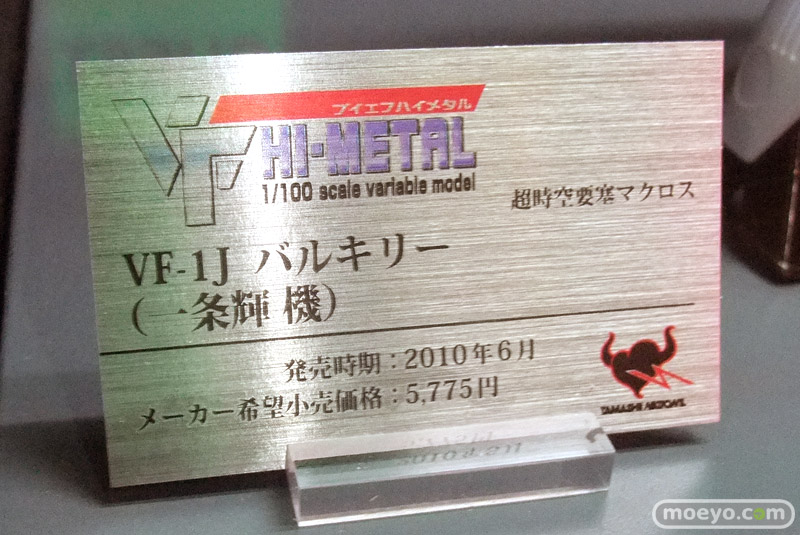 VF
ブイエフハイメタル
HI-METAL
1/100 scale variable model
超時空要塞マクロス
VF-1J バルキリー
(一条輝 機)
発売時期：2010年6月
メーカー希望小売価格：5,775円
TAMASHII NATIONS
moeyo.com